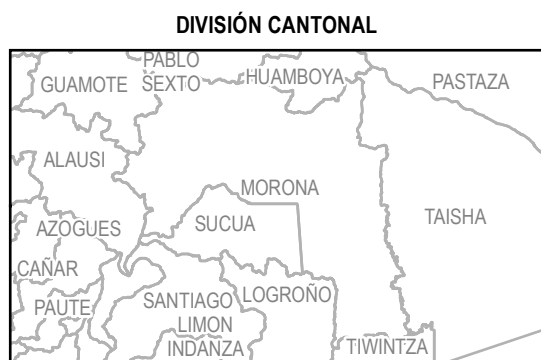 DIVISIÓN CANTONAL
PABLO
SEXTO
GUAMOTE
HUAMBOYA
PASTAZA
ALAUSI
MORONA
TAISHA
AZOGUES
SUCUA
CAÑAR
PAUTE
SANTIAGO
LOGROÑO
LIMON
INDANZA
TIWINTZA